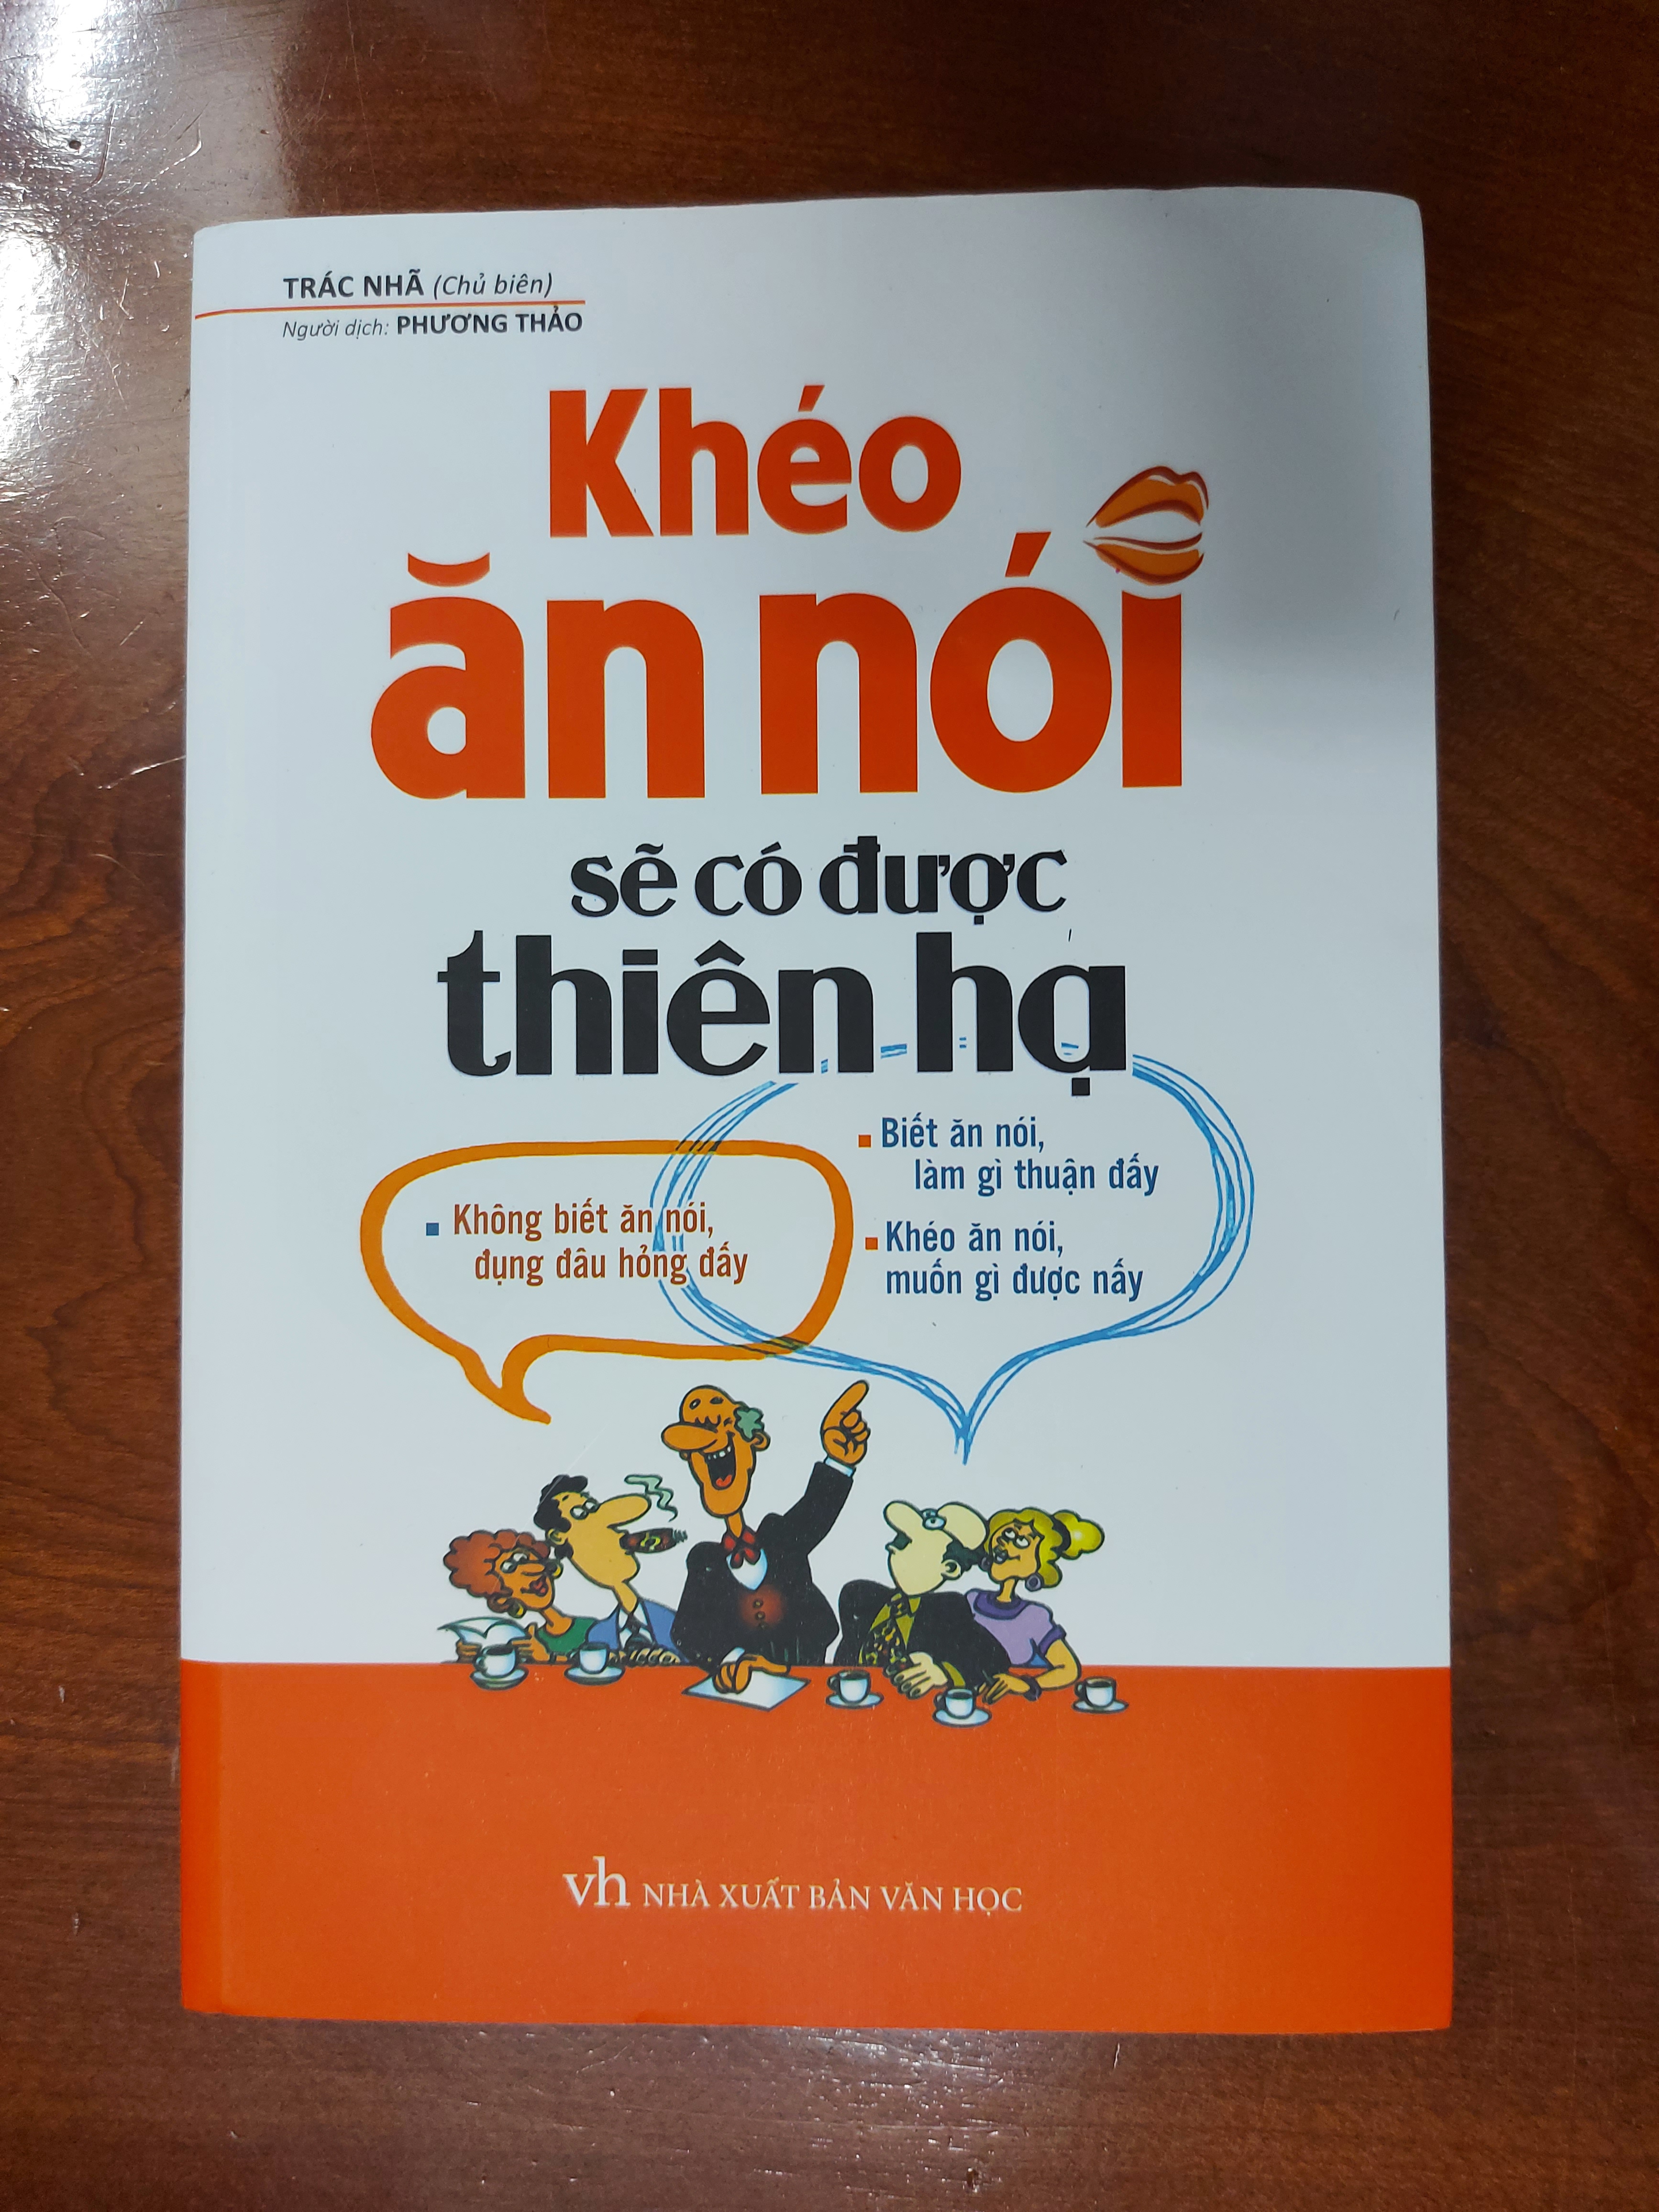 TRÁC NHÃ (Chủ biên)
Người dịch: PHƯƠNG THẢO
Khéo
ăn nói
sẽ có được
thiên hạ
Không biết ăn nói,
đụng đâu hỏng đấy
Biết ăn nói,
làm gì thuận đấy
Khéo ăn nói,
muốn gì được nấy
vh NHÀ XUẤT BẢN VĂN HỌC